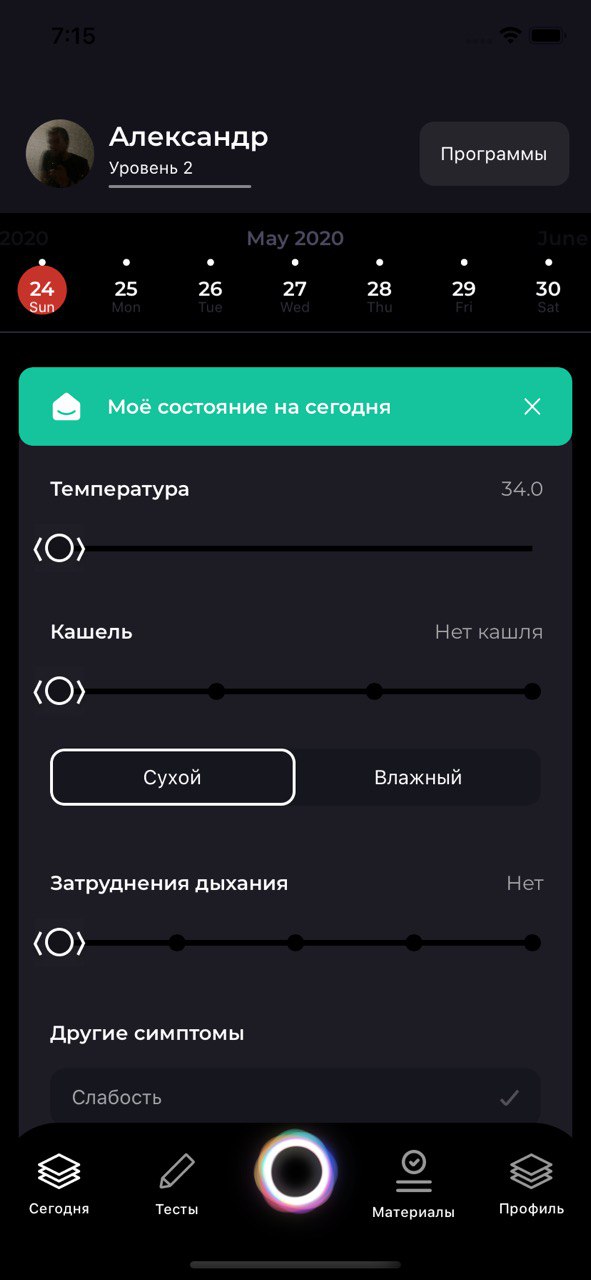 7:15
Александр
Уровень 2
Программы
2020
May 2020
June
24
25
26
27
28
29
30
Sun
Mon
Tue
Wed
Thu
Fri
Sat
Моё состояние на сегодня
Температура
34.0
Кашель
Нет кашля
Сухой
Влажный
Затруднения дыхания
Нет
Другие симптомы
Слабость
Сегодня
Тесты
Материалы
Профиль